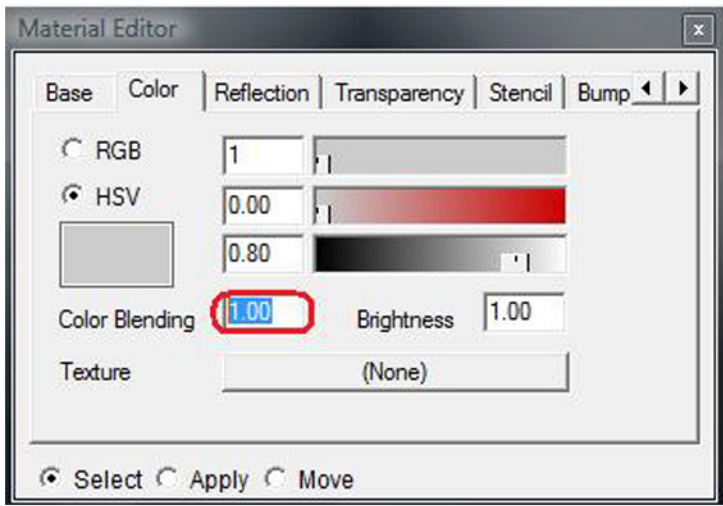 Material Editor x
Base Color Reflection Transparency Stencil Bump
RGB 1
HSV 0.00
0.80
Color Blending 1.00 Brightness 1.00
Texture (None)
Select Apply Move